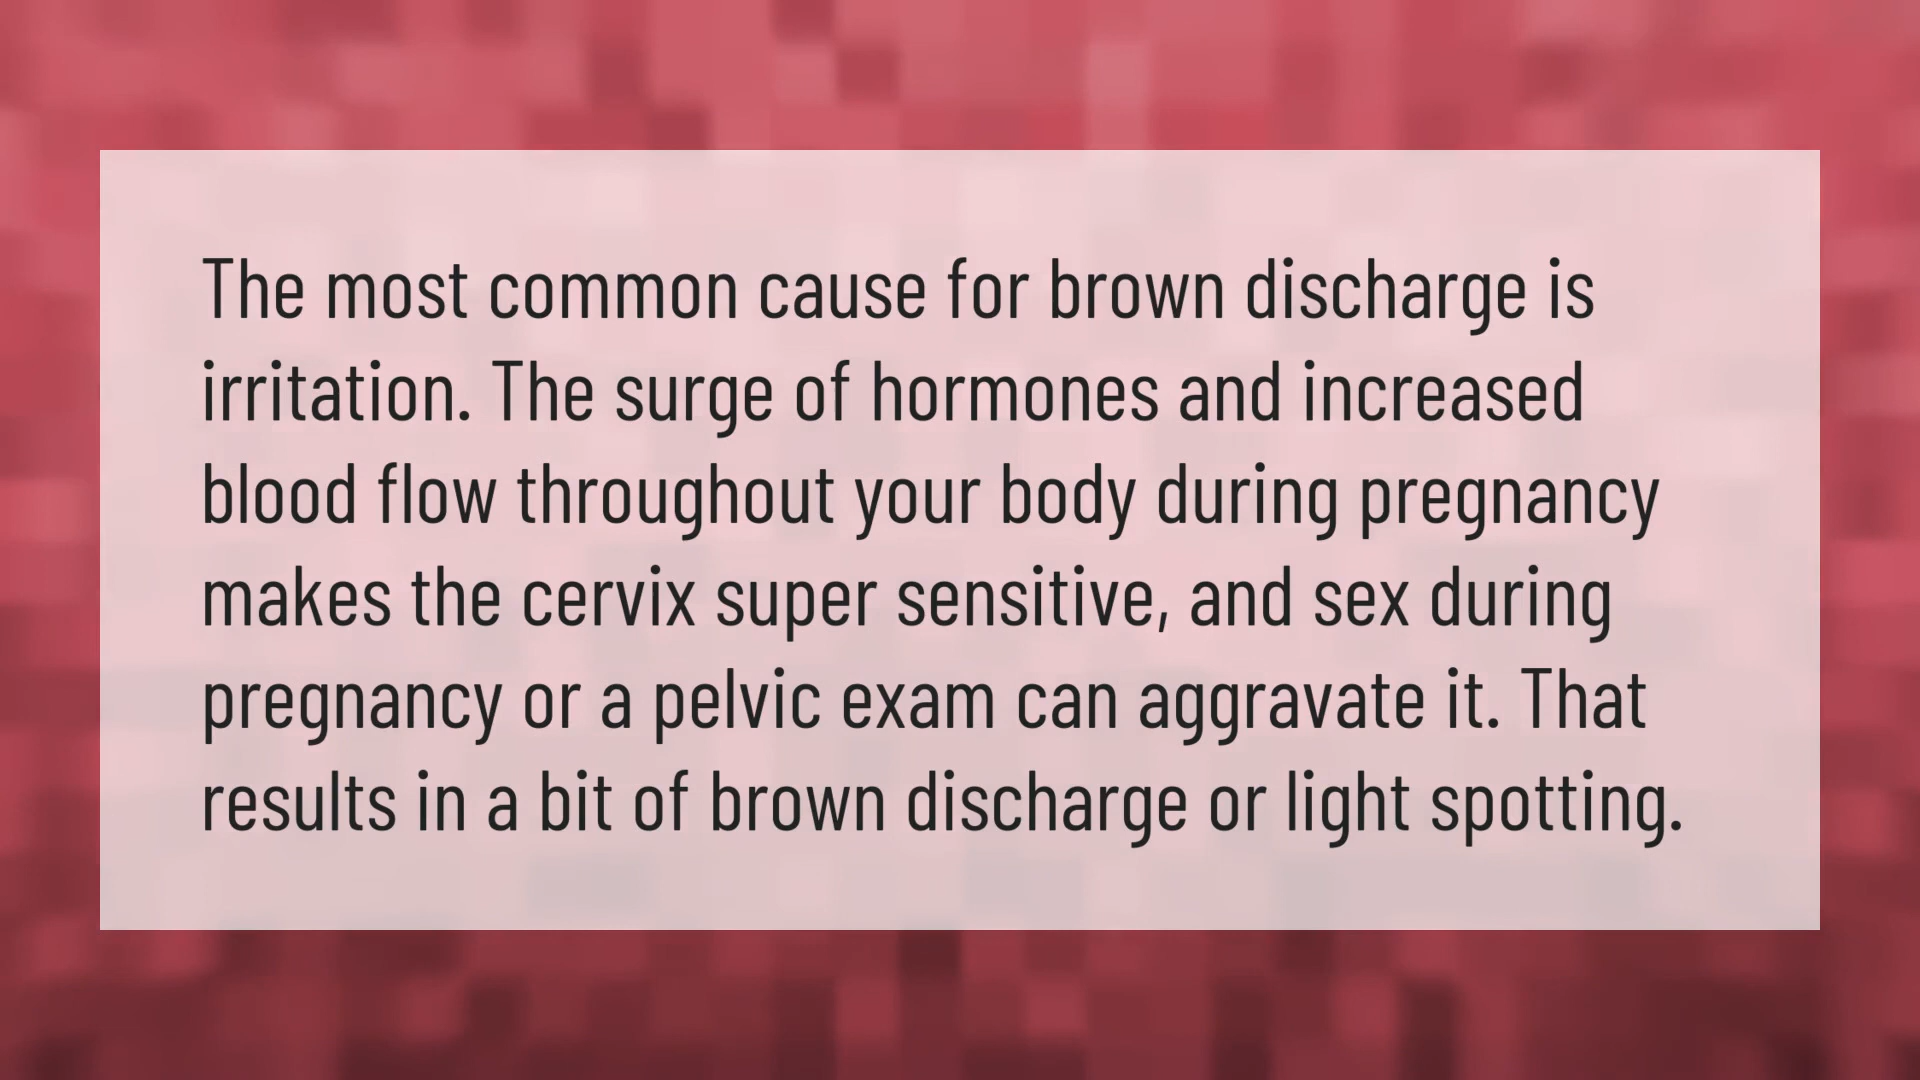 The most common cause for brown discharge is
irritation. The surge of hormones and increased
blood flow throughout your body during pregnancy
makes the cervix super sensitive, and sex during
pregnancy or a pelvic exam can aggravate it. That
results in a bit of brown discharge or light spotting.